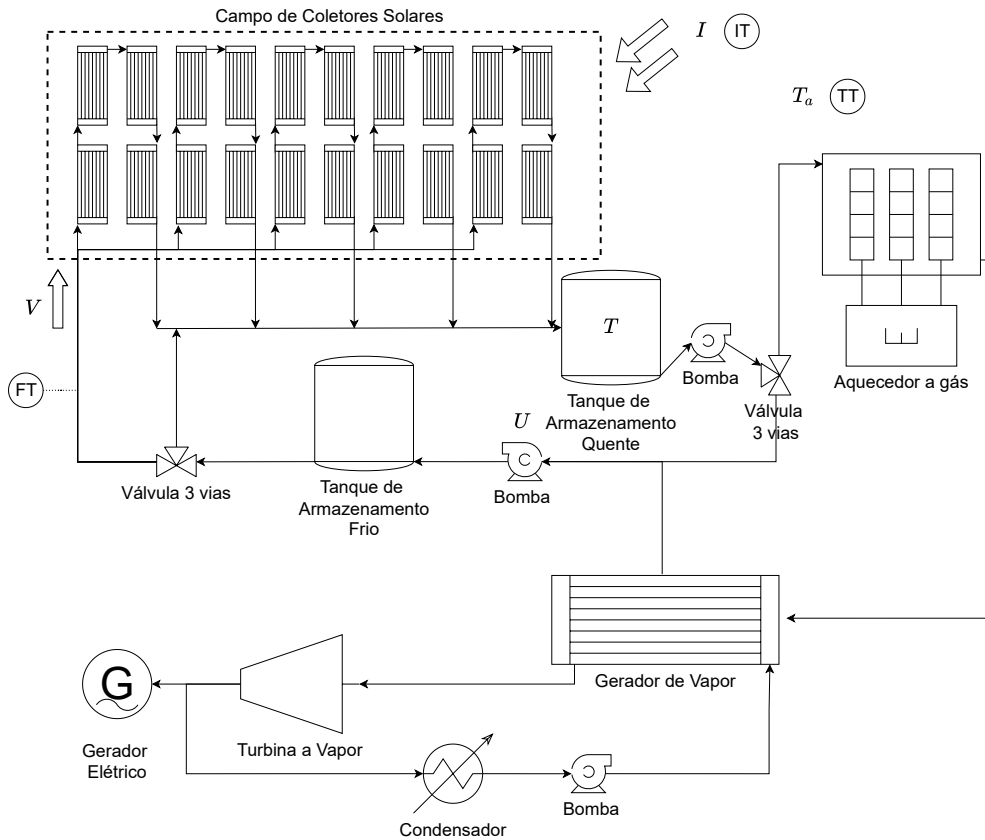 Campo de Coletores Solares
I IT
T_a TT
V
T
Bomba
Aquecedor a gás
FT
Tanque de
Armazenamento
Quente
Válvula
3 vias
U
Válvula 3 vias
Tanque de
Armazenamento
Frio
Bomba
G
Gerador de Vapor
Gerador
Elétrico
Turbina a Vapor
Bomba
Condensador